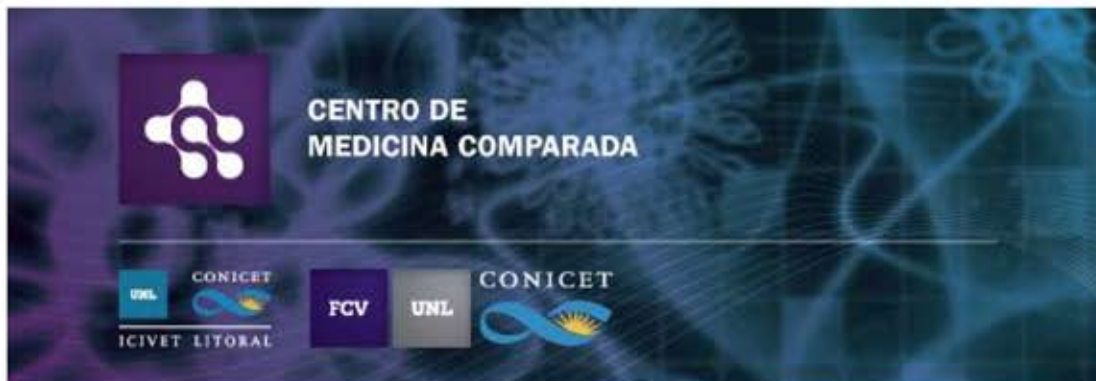 CENTRO DE
MEDICINA COMPARADA
UNL
CONICET
ICIVET LITORAL
FCV
UNL
CONICET